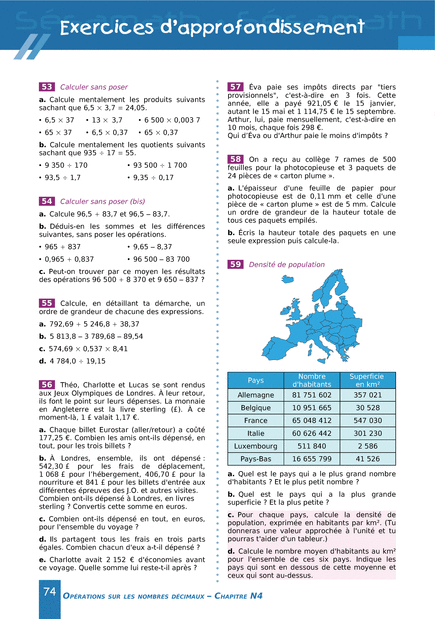 Exercices d'approfondissement
53 Calculer sans poser
a. Calcule mentalement les produits suivants
sachant que 6,5 × 3,7 = 24,05.
• 6,5 × 37 • 13 × 3,7 • 6 500 × 0,003 7
• 65 × 37 • 6,5 × 0,37 • 65 × 0,37
b. Calcule mentalement les quotients suivants
sachant que 935 ÷ 17 = 55.
• 9 350 ÷ 170 • 93 500 ÷ 1 700
• 93,5 ÷ 1,7 • 9,35 ÷ 0,17
54 Calculer sans poser (bis)
a. Calcule 96,5 + 83,7 et 96,5 – 83,7.
b. Déduis-en les sommes et les différences
suivantes, sans poser les opérations.
• 965 + 837 • 9,65 – 8,37
• 0,965 + 0,837 • 96 500 – 83 700
c. Peut-on trouver par ce moyen les résultats
des opérations 96 500 + 8 370 et 9 650 – 837 ?
55 Calcule, en détaillant ta démarche, un
ordre de grandeur de chacune des expressions.
a. 792,69 + 5 246,8 + 38,37
b. 5 813,8 – 3 789,68 – 89,54
c. 574,69 × 0,537 × 8,41
d. 4 784,0 ÷ 19,15
56 Théo, Charlotte et Lucas se sont rendus
aux Jeux Olympiques de Londres. À leur retour,
ils font le point sur leurs dépenses. La monnaie
en Angleterre est la livre sterling (£). À ce
moment-là, 1 £ valait 1,17 €.
a. Chaque billet Eurostar (aller/retour) a coûté
177,25 €. Combien les amis ont-ils dépensé, en
tout, pour les trois billets ?
b. À Londres, ensemble, ils ont dépensé :
542,30 £ pour les frais de déplacement,
1 068 £ pour l'hébergement, 406,70 £ pour la
nourriture et 841 £ pour les billets d'entrée aux
différentes épreuves des J.O. et autres visites.
Combien ont-ils dépensé à Londres, en livres
sterling ? Convertis cette somme en euros.
c. Combien ont-ils dépensé en tout, en euros,
pour l'ensemble du voyage ?
d. Ils partagent tous les frais en trois parts
égales. Combien chacun d'eux a-t-il dépensé ?
e. Charlotte avait 2 152 € d'économies avant
ce voyage. Quelle somme lui reste-t-il après ?
57 Éva paie ses impôts directs par "tiers
provisionnels", c'est-à-dire en 3 fois. Cette
année, elle a payé 921,05 € le 15 janvier,
autant le 15 mai et 1 114,75 € le 15 septembre.
Arthur, lui, paie mensuellement, c'est-à-dire en
10 mois, chaque fois 298 €.
Qui d'Éva ou d'Arthur paie le moins d'impôts ?
58 On a reçu au collège 7 rames de 500
feuilles pour la photocopieuse et 3 paquets de
24 pièces de « carton plume ».
a. L'épaisseur d'une feuille de papier pour
photocopieuse est de 0,11 mm et celle d'une
pièce de « carton plume » est de 5 mm. Calcule
un ordre de grandeur de la hauteur totale de
tous ces paquets empilés.
b. Écris la hauteur totale des paquets en une
seule expression puis calcule-la.
59 Densité de population
Pays Nombre d'habitants Superficie en km²
Allemagne 81 751 602 357 021
Belgique 10 951 665 30 528
France 65 048 412 547 030
Italie 60 626 442 301 230
Luxembourg 511 840 2 586
Pays-Bas 16 655 799 41 526
a. Quel est le pays qui a le plus grand nombre
d'habitants ? Et le plus petit nombre ?
b. Quel est le pays qui a la plus grande
superficie ? Et la plus petite ?
c. Pour chaque pays, calcule la densité de
population, exprimée en habitants par km². (Tu
donneras une valeur approchée à l'unité et tu
pourras t'aider d'un tableur.)
d. Calcule le nombre moyen d'habitants au km²
pour l'ensemble de ces six pays. Indique les
pays qui sont en dessous de cette moyenne et
ceux qui sont au-dessus.
74 Opérations sur les nombres décimaux – Chapitre N4